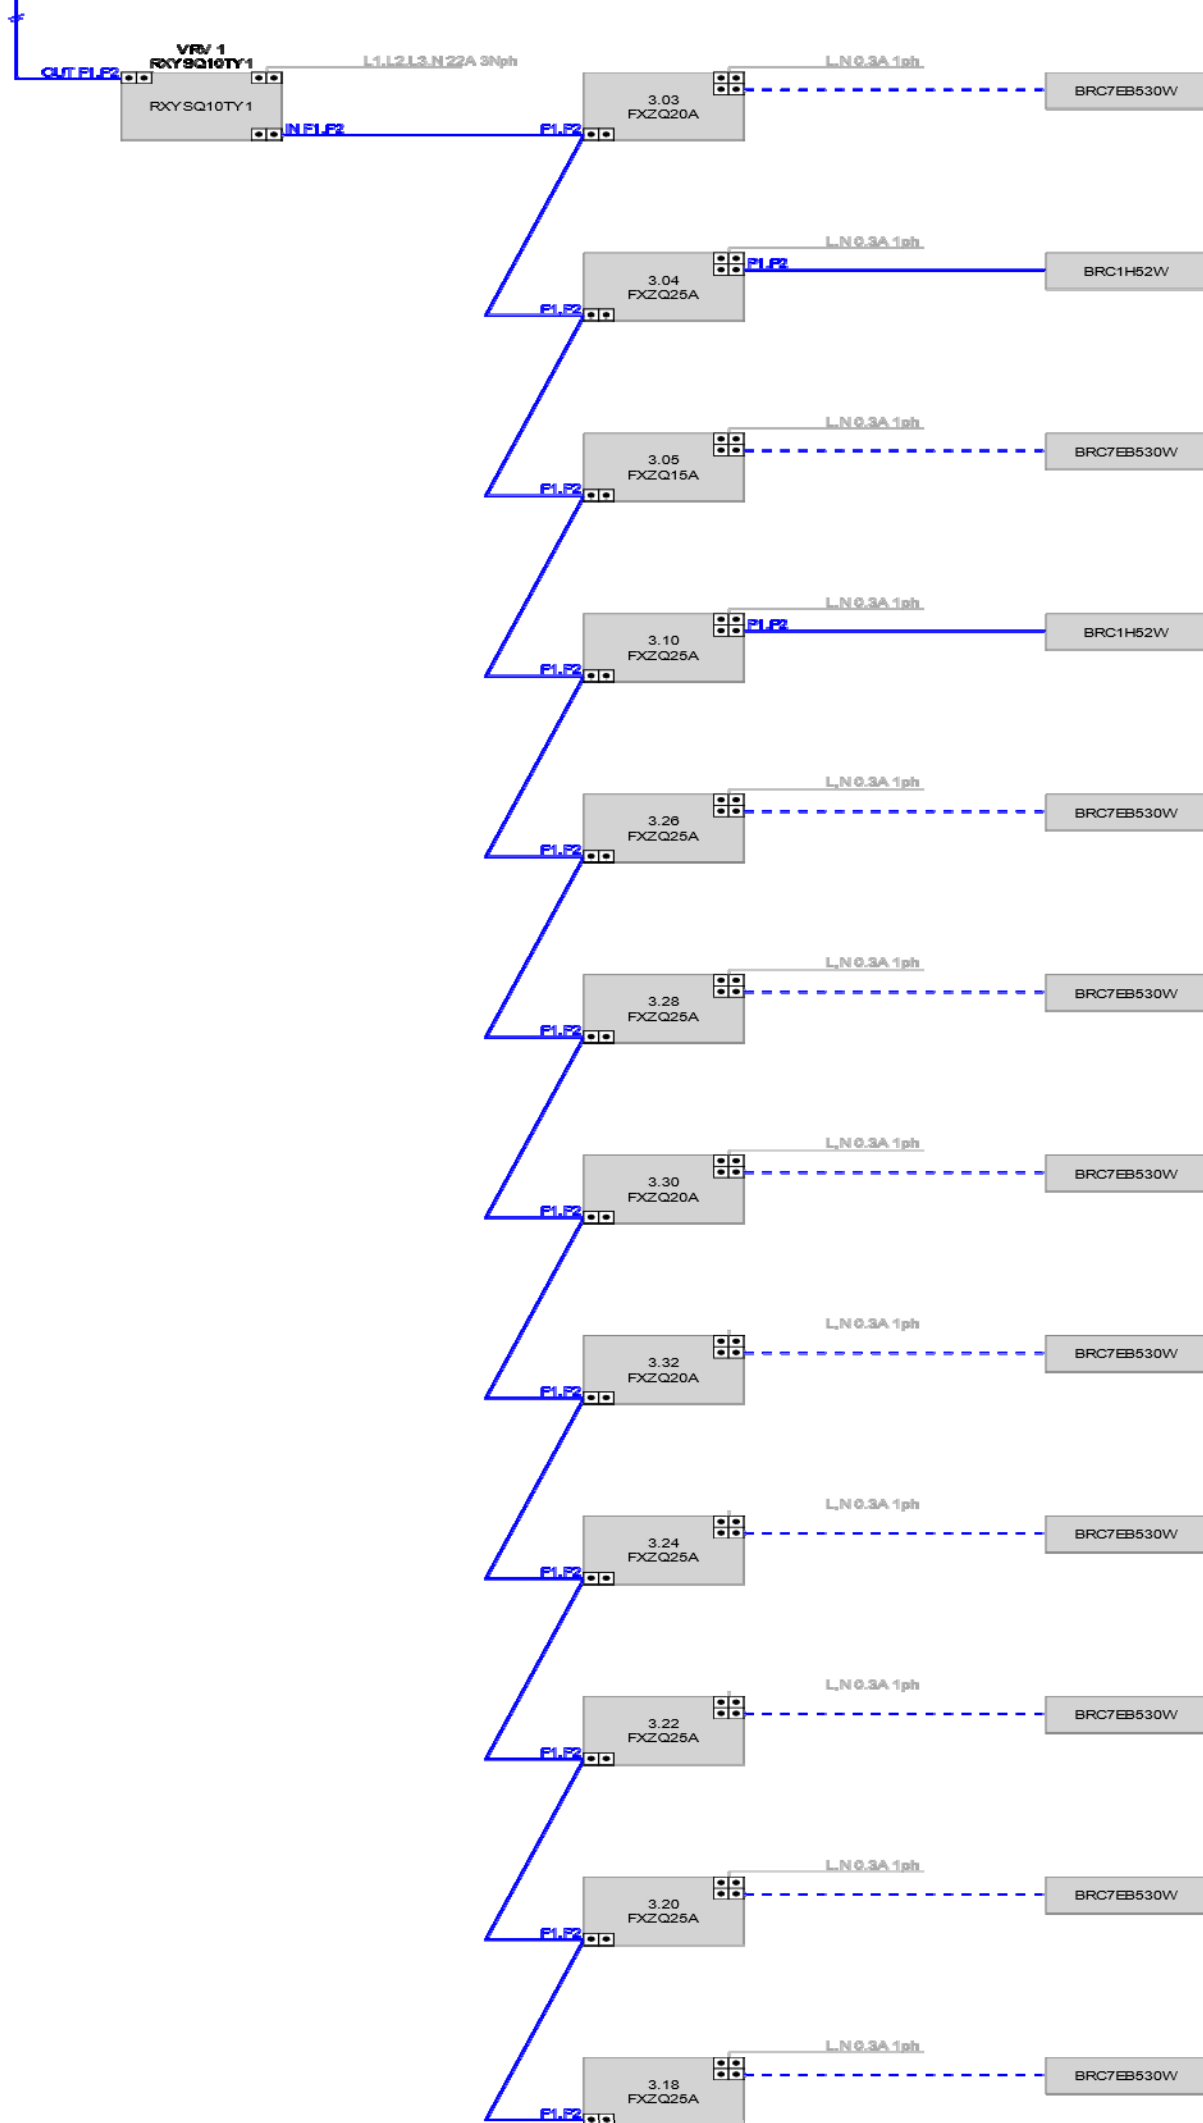 VRV 1
RXYSQ10TY1
OUT F1,F2
L1,L2,L3,N 22A 3Nph
RXYSQ10TY1
IN F1,F2
L,N 0.3A 1ph
3.03
FXZQ20A
BRC7EB530W
F1,F2
L,N 0.3A 1ph
3.04
FXZQ25A
P1,P2
BRC1H52W
F1,F2
L,N 0.3A 1ph
3.05
FXZQ15A
BRC7EB530W
F1,F2
L,N 0.3A 1ph
3.10
FXZQ25A
P1,P2
BRC1H52W
F1,F2
L,N 0.3A 1ph
3.26
FXZQ25A
BRC7EB530W
F1,F2
L,N 0.3A 1ph
3.28
FXZQ25A
BRC7EB530W
F1,F2
L,N 0.3A 1ph
3.30
FXZQ20A
BRC7EB530W
F1,F2
L,N 0.3A 1ph
3.32
FXZQ20A
BRC7EB530W
F1,F2
L,N 0.3A 1ph
3.24
FXZQ25A
BRC7EB530W
F1,F2
L,N 0.3A 1ph
3.22
FXZQ25A
BRC7EB530W
F1,F2
L,N 0.3A 1ph
3.20
FXZQ25A
BRC7EB530W
F1,F2
L,N 0.3A 1ph
3.18
FXZQ25A
BRC7EB530W
F1,F2